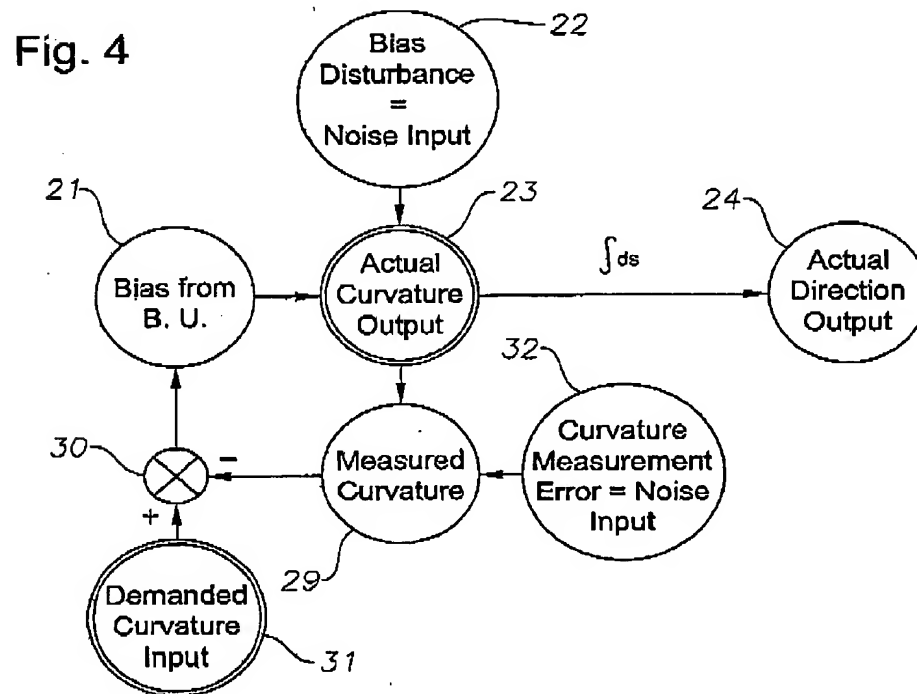 Fig. 4
22
Bias
Disturbance
=
Noise Input
21
23
24
Bias from
B. U.
Actual
Curvature
Output
∫ds
Actual
Direction
Output
32
30
−
+
Measured
Curvature
Curvature
Measurement
Error = Noise
Input
29
Demanded
Curvature
Input
31